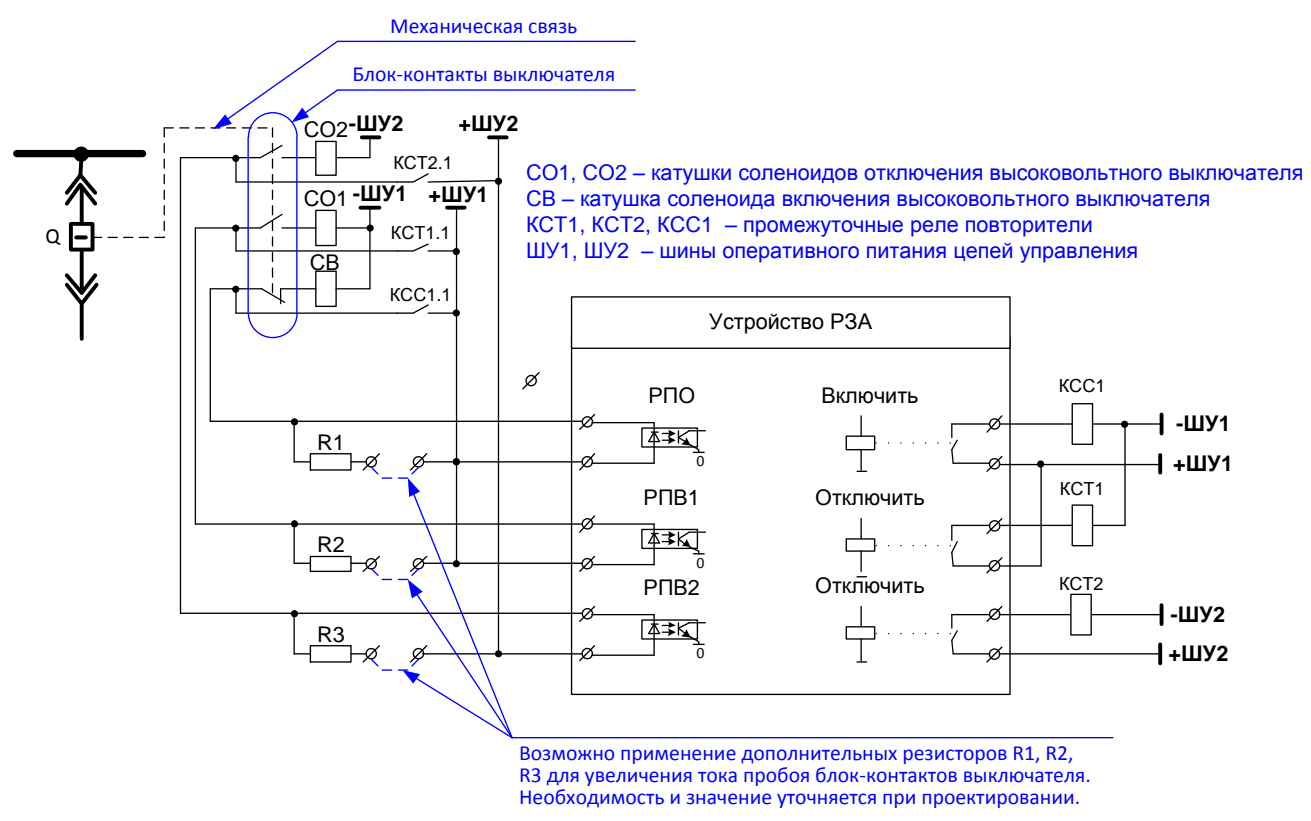 Механическая связь
Блок-контакты выключателя
СО2 -ШУ2 +ШУ2
КСТ2.1
СО1 -ШУ1 +ШУ1
КСТ1.1
СВ
КСС1.1
Q
СО1, СО2 – катушки соленоидов отключения высоковольтного выключателя
СВ – катушка соленоида включения высоковольтного выключателя
КСТ1, КСТ2, КСС1 – промежуточные реле повторители
ШУ1, ШУ2 – шины оперативного питания цепей управления
Устройство РЗА
РПО Включить КСС1
-ШУ1
R1
0
+ШУ1
РПВ1 Отключить КСТ1
R2
0
РПВ2 Отключить КСТ2
-ШУ2
R3
0
+ШУ2
Возможно применение дополнительных резисторов R1, R2,
R3 для увеличения тока пробоя блок-контактов выключателя.
Необходимость и значение уточняется при проектировании.